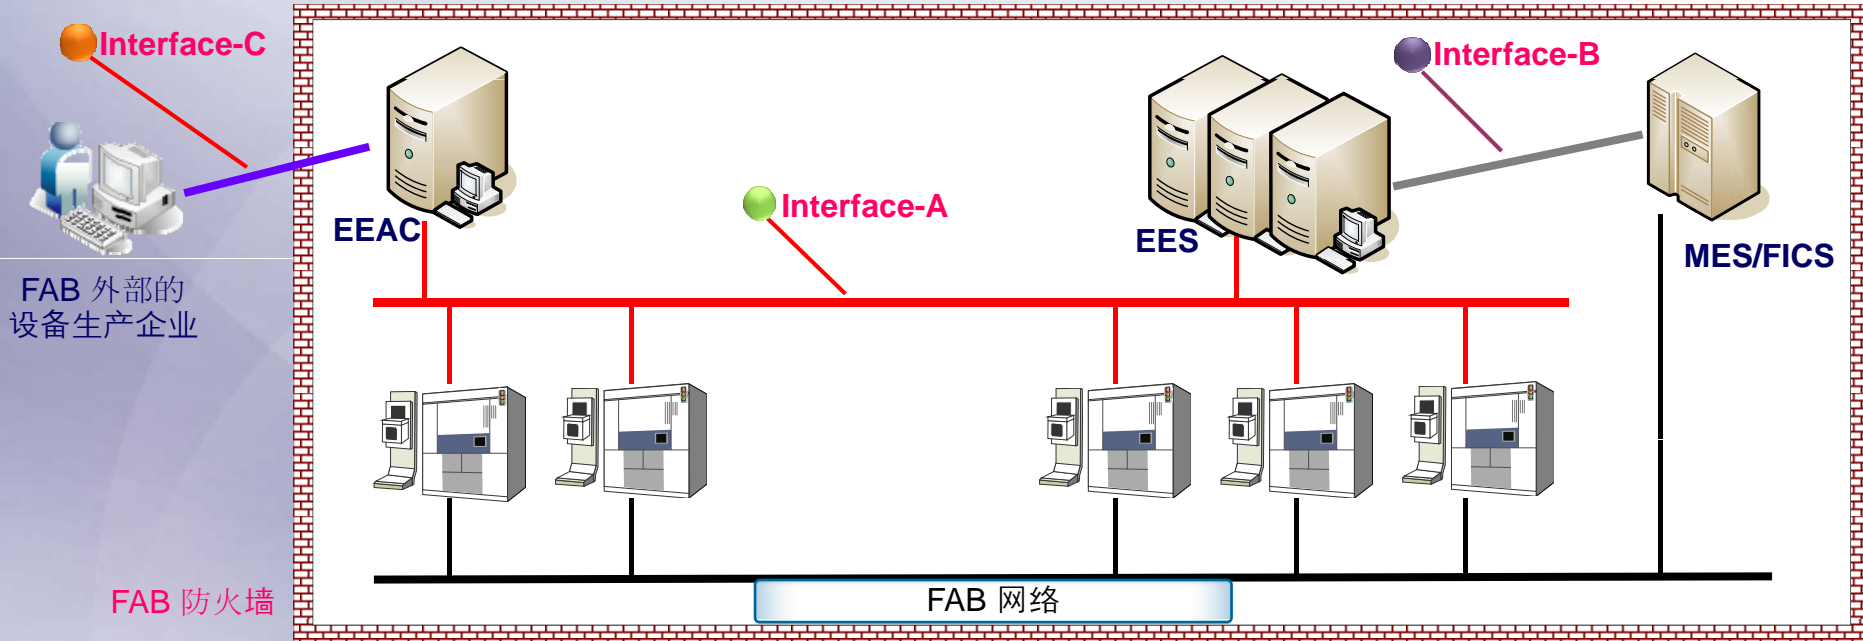 Interface-C
Interface-B
Interface-A
EEAC
EES
MES/FICS
FAB 外部的
设备生产企业
FAB 防火墙
FAB 网络